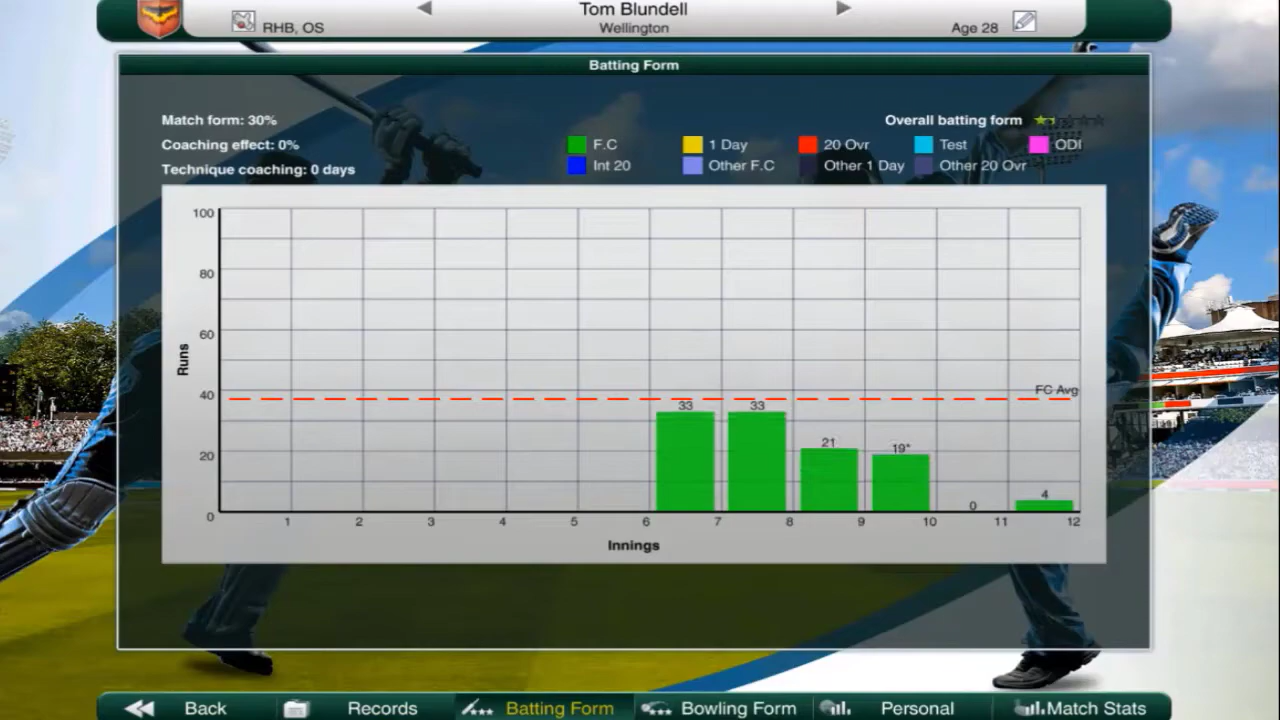 Tom Blundell
RHB, OS
Wellington
Age 28
Batting Form
Match form: 30%
Overall batting form
Coaching effect: 0%
F.C
1 Day
20 Ovr
Test
ODI
Technique coaching: 0 days
Int 20
Other F.C
Other 1 Day
Other 20 Ovr
100
80
60
40
20
0
Runs
FC Avg
33
33
21
19*
0
4
1
2
3
4
5
6
7
8
9
10
11
12
Innings
Back
Records
Batting Form
Bowling Form
Personal
Match Stats